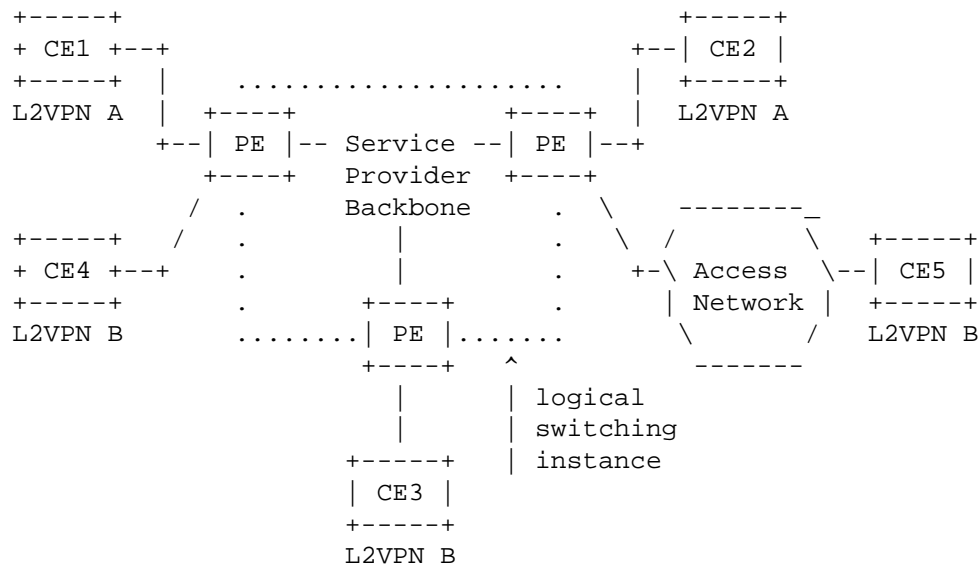 CE1 CE2
L2VPN A L2VPN A
PE Service PE
Provider
Backbone
CE4 Access CE5
Network
L2VPN B PE L2VPN B
logical
switching
instance
CE3
L2VPN B